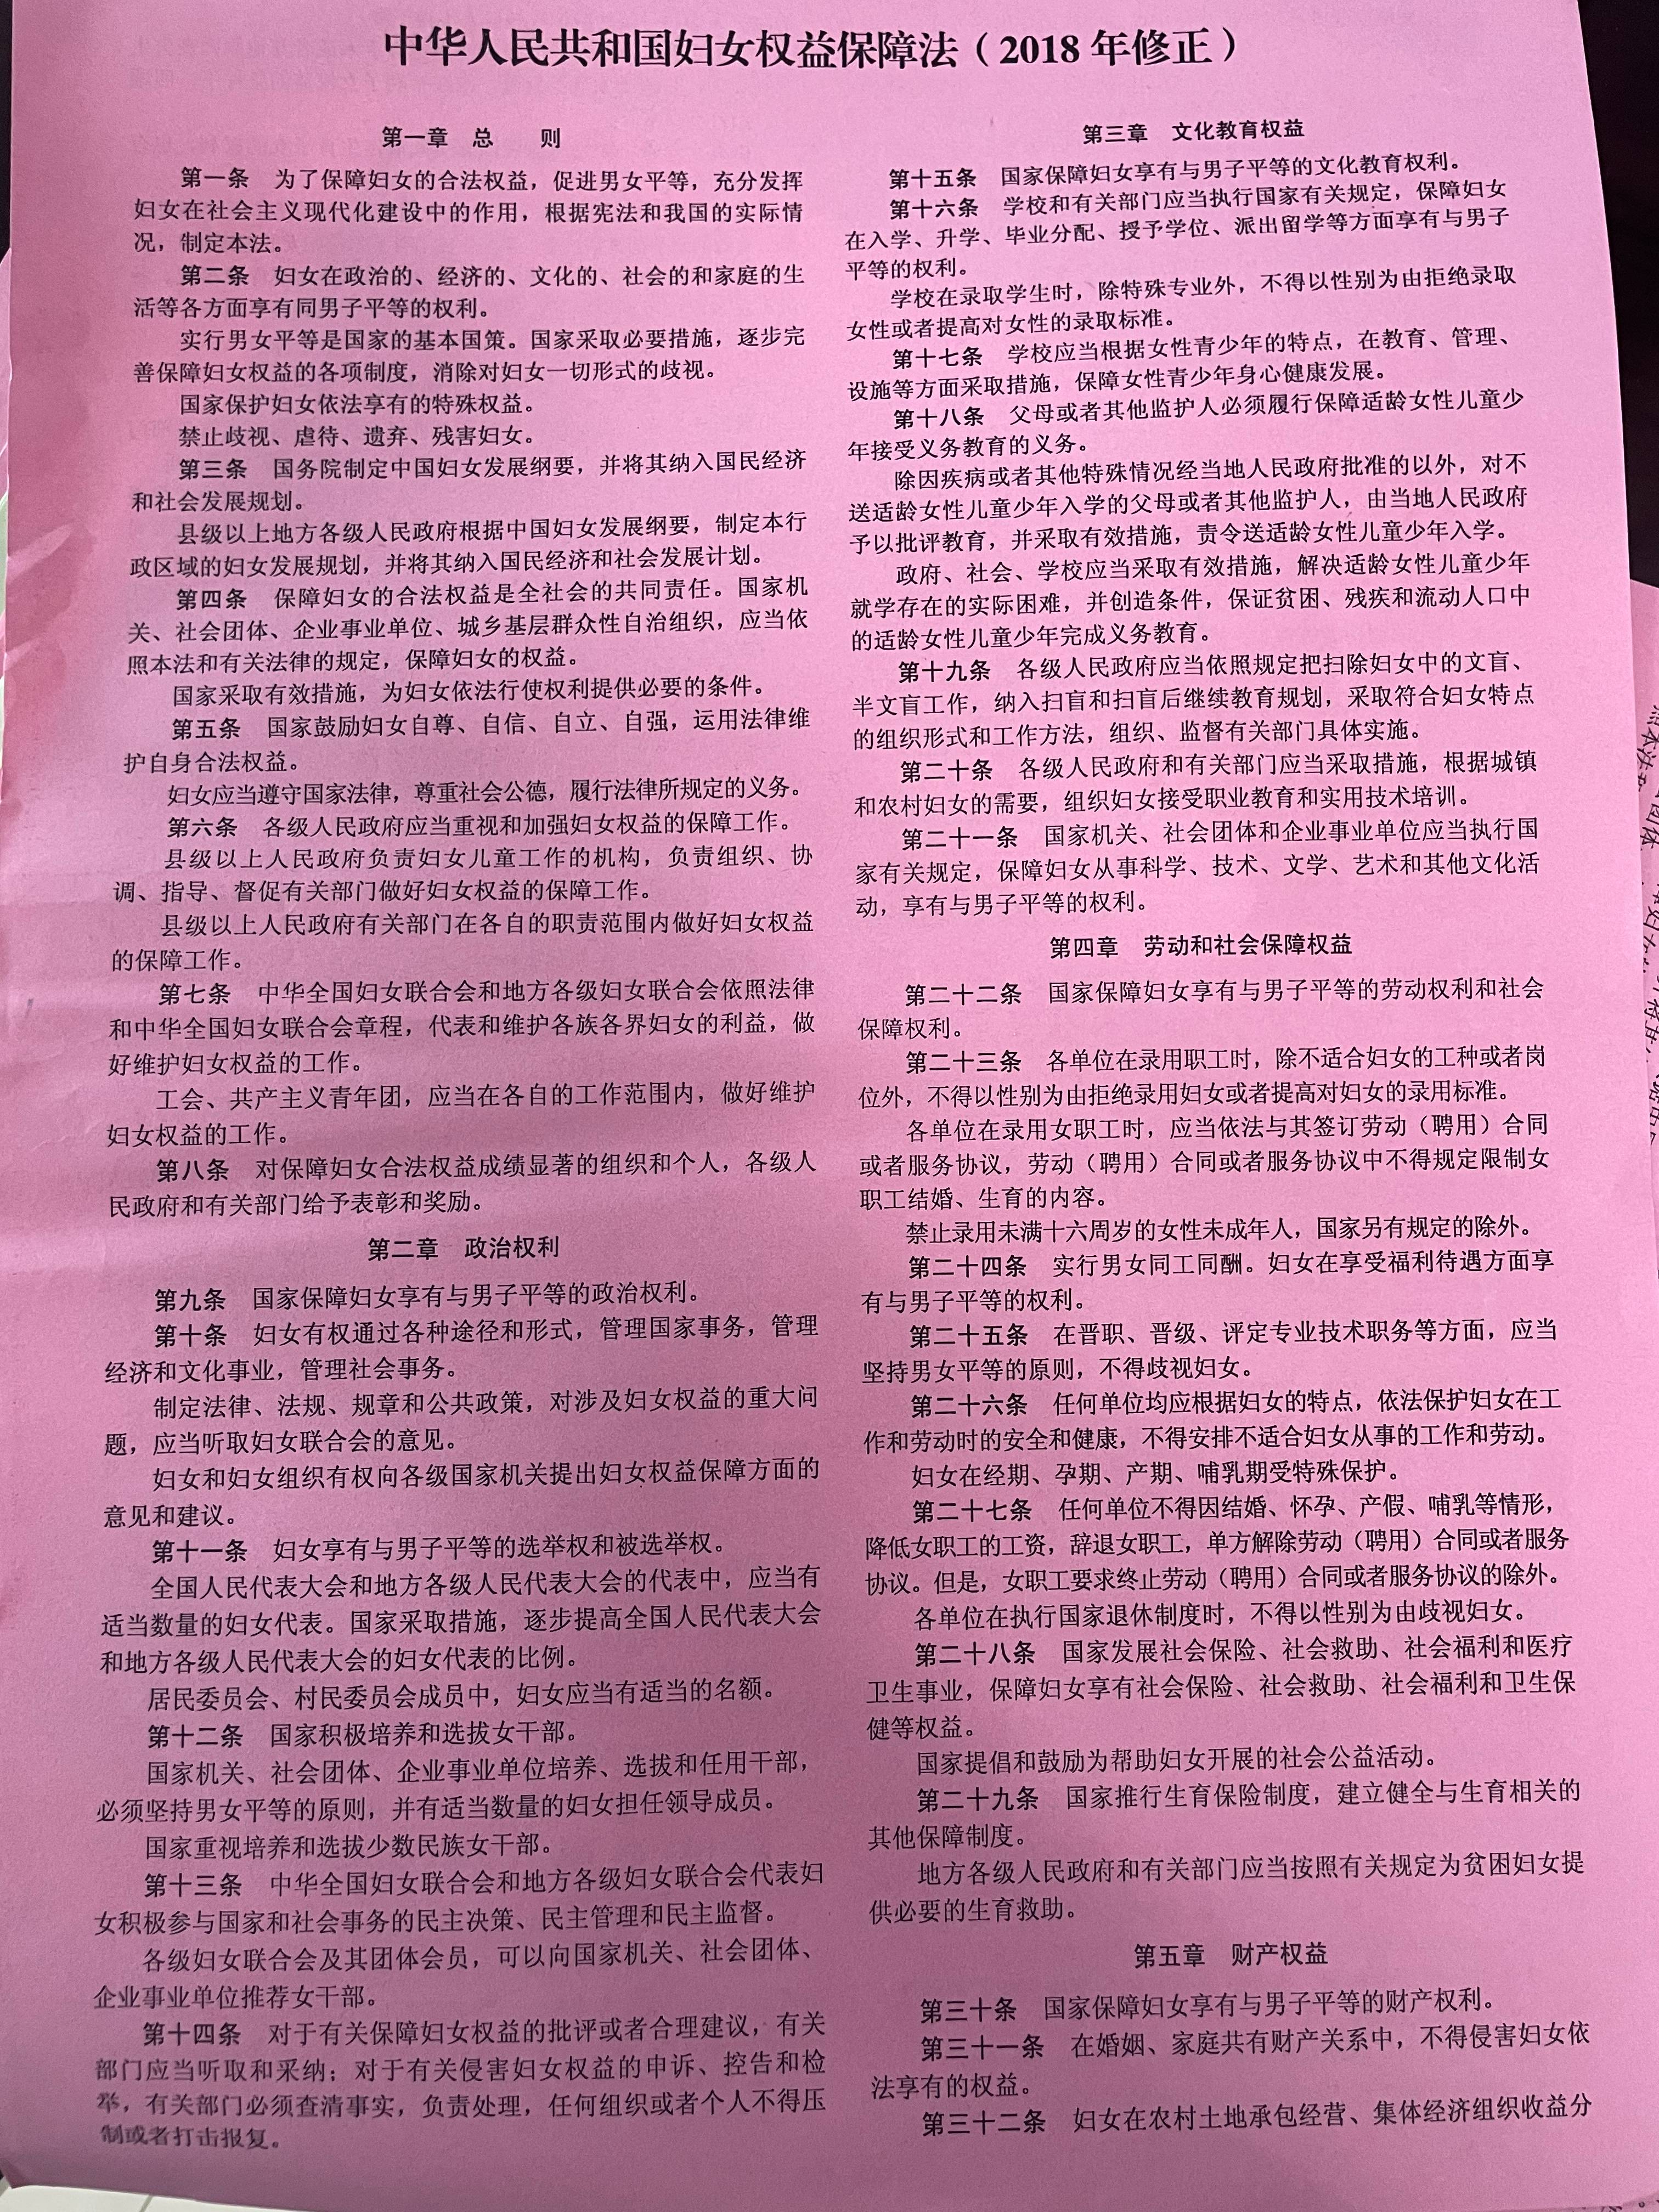 中华人民共和国妇女权益保障法（2018 年修正）
第一章　总　　则
第一条　为了保障妇女的合法权益，促进男女平等，充分发挥
妇女在社会主义现代化建设中的作用，根据宪法和我国的实际情
况，制定本法。
第二条　妇女在政治的、经济的、文化的、社会的和家庭的生
活等各方面享有同男子平等的权利。
实行男女平等是国家的基本国策。国家采取必要措施，逐步完
善保障妇女权益的各项制度，消除对妇女一切形式的歧视。
国家保护妇女依法享有的特殊权益。
禁止歧视、虐待、遗弃、残害妇女。
第三条　国务院制定中国妇女发展纲要，并将其纳入国民经济
和社会发展规划。
县级以上地方各级人民政府根据中国妇女发展纲要，制定本行
政区域的妇女发展规划，并将其纳入国民经济和社会发展计划。
第四条　保障妇女的合法权益是全社会的共同责任。国家机
关、社会团体、企业事业单位、城乡基层群众性自治组织，应当依
照本法和有关法律的规定，保障妇女的权益。
国家采取有效措施，为妇女依法行使权利提供必要的条件。
第五条　国家鼓励妇女自尊、自信、自立、自强，运用法律维
护自身合法权益。
妇女应当遵守国家法律，尊重社会公德，履行法律所规定的义务。
第六条　各级人民政府应当重视和加强妇女权益的保障工作。
县级以上人民政府负责妇女儿童工作的机构，负责组织、协
调、指导、督促有关部门做好妇女权益的保障工作。
县级以上人民政府有关部门在各自的职责范围内做好妇女权益
的保障工作。
第七条　中华全国妇女联合会和地方各级妇女联合会依照法律
和中华全国妇女联合会章程，代表和维护各族各界妇女的利益，做
好维护妇女权益的工作。
工会、共产主义青年团，应当在各自的工作范围内，做好维护
妇女权益的工作。
第八条　对保障妇女合法权益成绩显著的组织和个人，各级人
民政府和有关部门给予表彰和奖励。
第二章　政治权利
第九条　国家保障妇女享有与男子平等的政治权利。
第十条　妇女有权通过各种途径和形式，管理国家事务，管理
经济和文化事业，管理社会事务。
制定法律、法规、规章和公共政策，对涉及妇女权益的重大问
题，应当听取妇女联合会的意见。
妇女和妇女组织有权向各级国家机关提出妇女权益保障方面的
意见和建议。
第十一条　妇女享有与男子平等的选举权和被选举权。
全国人民代表大会和地方各级人民代表大会的代表中，应当有
适当数量的妇女代表。国家采取措施，逐步提高全国人民代表大会
和地方各级人民代表大会的妇女代表的比例。
居民委员会、村民委员会成员中，妇女应当有适当的名额。
第十二条　国家积极培养和选拔女干部。
国家机关、社会团体、企业事业单位培养、选拔和任用干部，
必须坚持男女平等的原则，并有适当数量的妇女担任领导成员。
国家重视培养和选拔少数民族女干部。
第十三条　中华全国妇女联合会和地方各级妇女联合会代表妇
女积极参与国家和社会事务的民主决策、民主管理和民主监督。
各级妇女联合会及其团体会员，可以向国家机关、社会团体、
企业事业单位推荐女干部。
第十四条　对于有关保障妇女权益的批评或者合理建议，有关
部门应当听取和采纳；对于有关侵害妇女权益的申诉、控告和检
举，有关部门必须查清事实，负责处理，任何组织或者个人不得压
制或者打击报复。
第三章　文化教育权益
第十五条　国家保障妇女享有与男子平等的文化教育权利。
第十六条　学校和有关部门应当执行国家有关规定，保障妇女
在入学、升学、毕业分配、授予学位、派出留学等方面享有与男子
平等的权利。
学校在录取学生时，除特殊专业外，不得以性别为由拒绝录取
女性或者提高对女性的录取标准。
第十七条　学校应当根据女性青少年的特点，在教育、管理、
设施等方面采取措施，保障女性青少年身心健康发展。
第十八条　父母或者其他监护人必须履行保障适龄女性儿童少
年接受义务教育的义务。
除因疾病或者其他特殊情况经当地人民政府批准的以外，对不
送适龄女性儿童少年入学的父母或者其他监护人，由当地人民政府
予以批评教育，并采取有效措施，责令送适龄女性儿童少年入学。
政府、社会、学校应当采取有效措施，解决适龄女性儿童少年
就学存在的实际困难，并创造条件，保证贫困、残疾和流动人口中
的适龄女性儿童少年完成义务教育。
第十九条　各级人民政府应当依照规定把扫除妇女中的文盲、
半文盲工作，纳入扫盲和扫盲后继续教育规划，采取符合妇女特点
的组织形式和工作方法，组织、监督有关部门具体实施。
第二十条　各级人民政府和有关部门应当采取措施，根据城镇
和农村妇女的需要，组织妇女接受职业教育和实用技术培训。
第二十一条　国家机关、社会团体和企业事业单位应当执行国
家有关规定，保障妇女从事科学、技术、文学、艺术和其他文化活
动，享有与男子平等的权利。
第四章　劳动和社会保障权益
第二十二条　国家保障妇女享有与男子平等的劳动权利和社会
保障权利。
第二十三条　各单位在录用职工时，除不适合妇女的工种或者岗
位外，不得以性别为由拒绝录用妇女或者提高对妇女的录用标准。
各单位在录用女职工时，应当依法与其签订劳动（聘用）合同
或者服务协议，劳动（聘用）合同或者服务协议中不得规定限制女
职工结婚、生育的内容。
禁止录用未满十六周岁的女性未成年人，国家另有规定的除外。
第二十四条　实行男女同工同酬。妇女在享受福利待遇方面享
有与男子平等的权利。
第二十五条　在晋职、晋级、评定专业技术职务等方面，应当
坚持男女平等的原则，不得歧视妇女。
第二十六条　任何单位均应根据妇女的特点，依法保护妇女在工
作和劳动时的安全和健康，不得安排不适合妇女从事的工作和劳动。
妇女在经期、孕期、产期、哺乳期受特殊保护。
第二十七条　任何单位不得因结婚、怀孕、产假、哺乳等情形，
降低女职工的工资，辞退女职工，单方解除劳动（聘用）合同或者服务
协议。但是，女职工要求终止劳动（聘用）合同或者服务协议的除外。
各单位在执行国家退休制度时，不得以性别为由歧视妇女。
第二十八条　国家发展社会保险、社会救助、社会福利和医疗
卫生事业，保障妇女享有社会保险、社会救助、社会福利和卫生保
健等权益。
国家提倡和鼓励为帮助妇女开展的社会公益活动。
第二十九条　国家推行生育保险制度，建立健全与生育相关的
其他保障制度。
地方各级人民政府和有关部门应当按照有关规定为贫困妇女提
供必要的生育救助。
第五章　财产权益
第三十条　国家保障妇女享有与男子平等的财产权利。
第三十一条　在婚姻、家庭共有财产关系中，不得侵害妇女依
法享有的权益。
第三十二条　妇女在农村土地承包经营、集体经济组织收益分